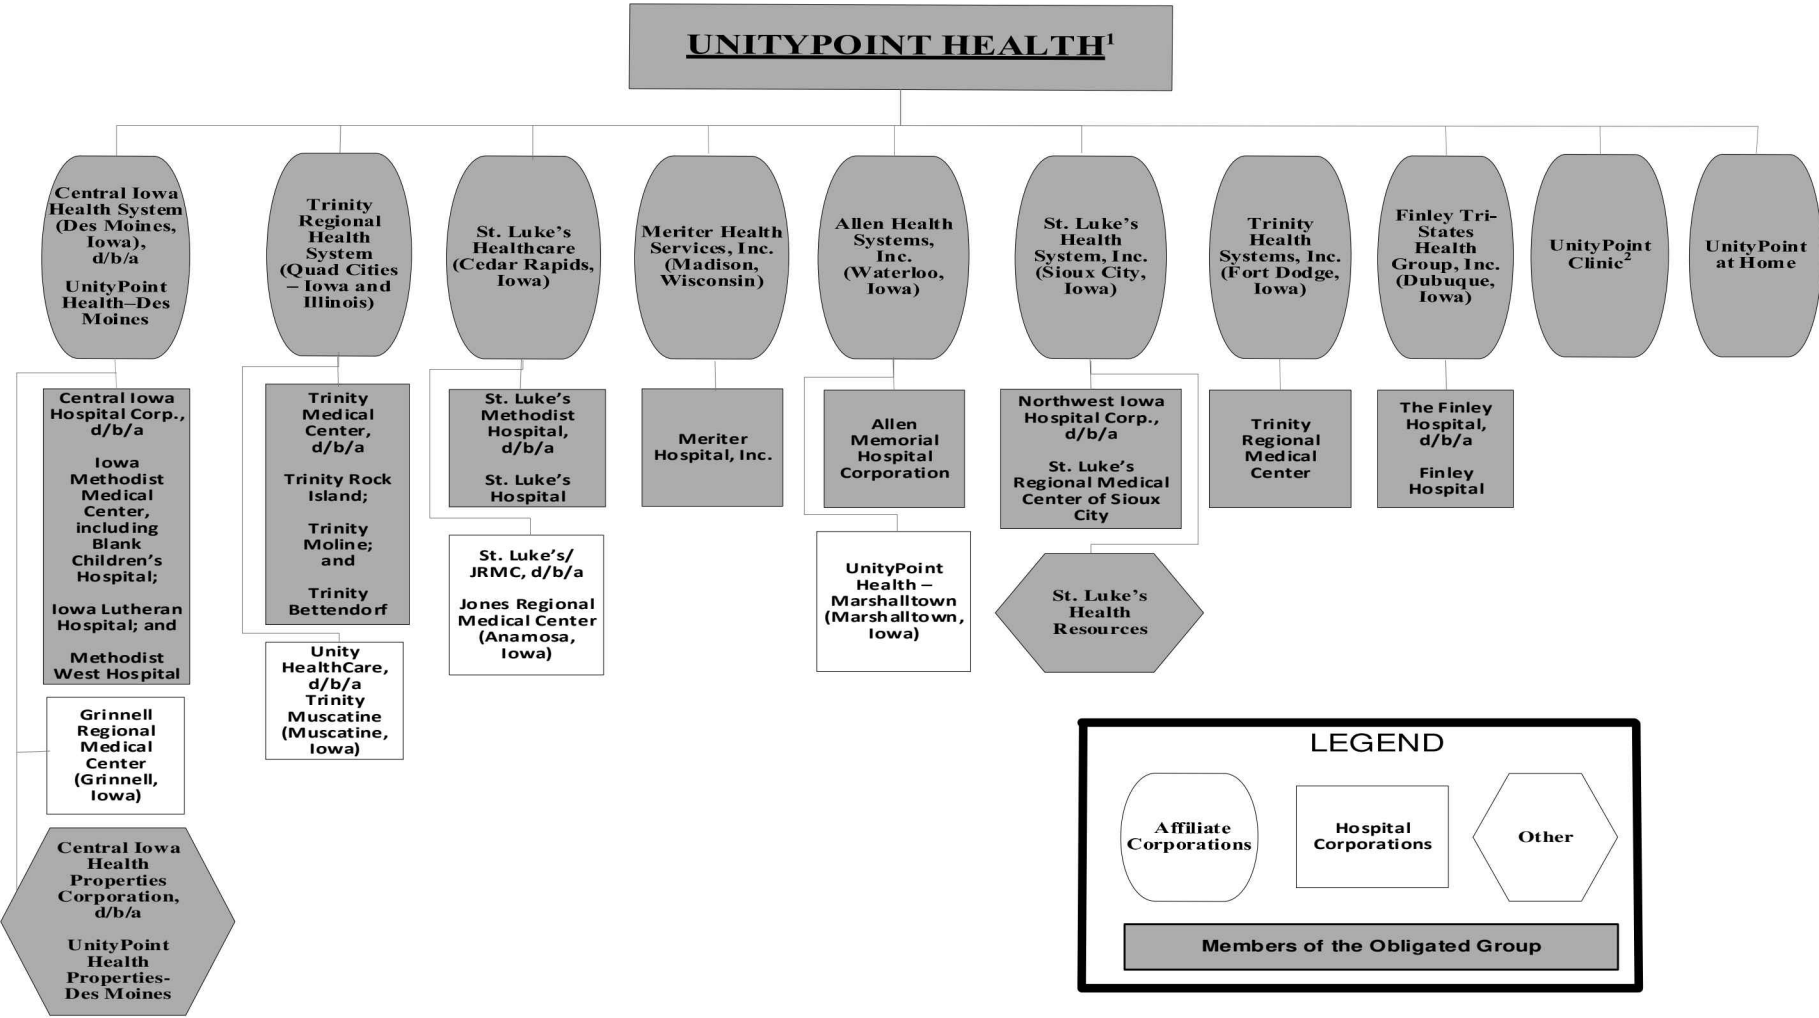 UNITYPOINT HEALTH¹
Central Iowa
Health System
(Des Moines,
Iowa),
d/b/a
UnityPoint
Health–Des
Moines
Trinity
Regional
Health
System
(Quad Cities
– Iowa and
Illinois)
St. Luke’s
Healthcare
(Cedar Rapids,
Iowa)
Meriter Health
Services, Inc.
(Madison,
Wisconsin)
Allen Health
Systems,
Inc.
(Waterloo,
Iowa)
St. Luke’s
Health
System, Inc.
(Sioux City,
Iowa)
Trinity
Health
Systems, Inc.
(Fort Dodge,
Iowa)
Finley Tri-
States
Health
Group, Inc.
(Dubuque,
Iowa)
UnityPoint
Clinic²
UnityPoint
at Home
Central Iowa
Hospital Corp.,
d/b/a
Iowa
Methodist
Medical
Center,
including
Blank
Children’s
Hospital;
Iowa Lutheran
Hospital; and
Methodist
West Hospital
Trinity
Medical
Center,
d/b/a
Trinity Rock
Island;
Trinity
Moline;
and
Trinity
Bettendorf
St. Luke’s
Methodist
Hospital,
d/b/a
St. Luke’s
Hospital
Meriter
Hospital, Inc.
Allen
Memorial
Hospital
Corporation
Northwest Iowa
Hospital Corp.,
d/b/a
St. Luke’s
Regional Medical
Center of Sioux
City
Trinity
Regional
Medical
Center
The Finley
Hospital,
d/b/a
Finley
Hospital
Grinnell
Regional
Medical
Center
(Grinnell,
Iowa)
Unity
HealthCare,
d/b/a
Trinity
Muscatine
(Muscatine,
Iowa)
St. Luke’s/
JRMC, d/b/a
Jones Regional
Medical Center
(Anamosa,
Iowa)
UnityPoint
Health –
Marshalltown
(Marshalltown,
Iowa)
St. Luke’s
Health
Resources
Central Iowa
Health
Properties
Corporation,
d/b/a
UnityPoint
Health
Properties-
Des Moines
LEGEND
Affiliate
Corporations
Hospital
Corporations
Other
Members of the Obligated Group